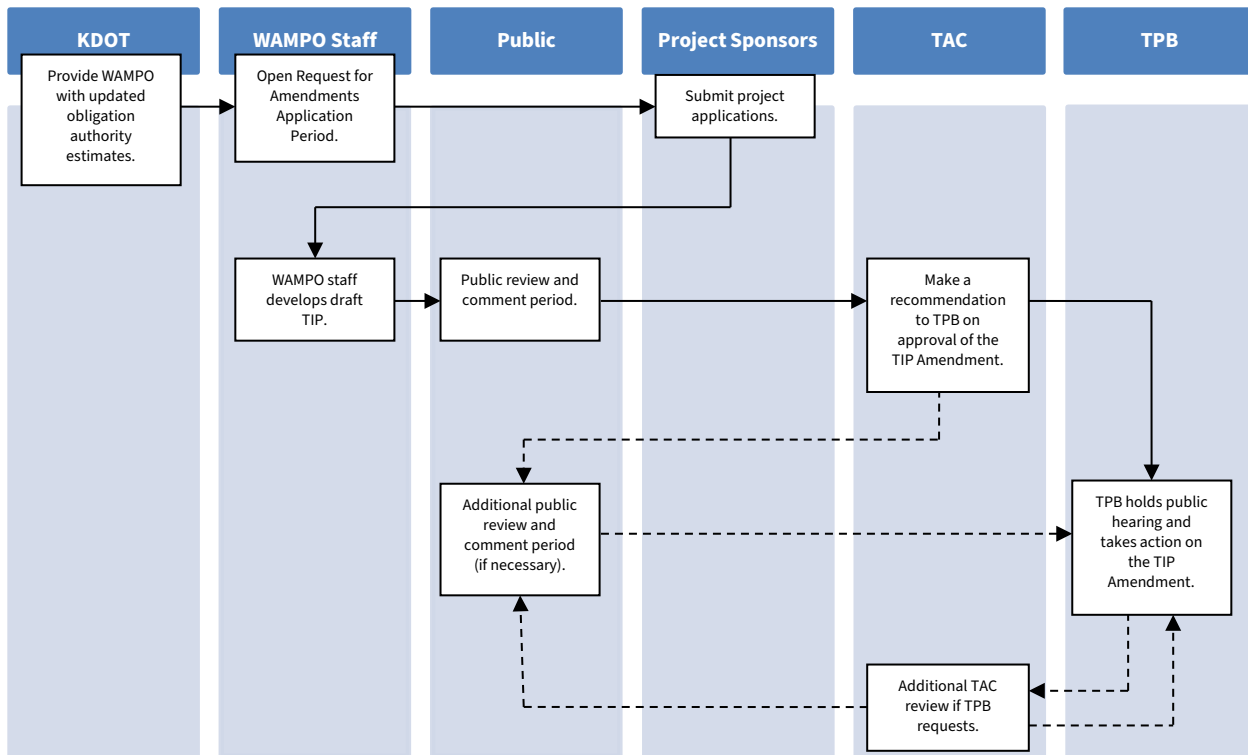 KDOT
WAMPO Staff
Public
Project Sponsors
TAC
TPB
Provide WAMPO
with updated
obligation
authority
estimates.
Open Request for
Amendments
Application
Period.
Submit project
applications.
WAMPO staff
develops draft
TIP.
Public review and
comment period.
Make a
recommendation
to TPB on
approval of the
TIP Amendment.
Additional public
review and
comment period
(if necessary).
TPB holds public
hearing and
takes action on
the TIP
Amendment.
Additional TAC
review if TPB
requests.